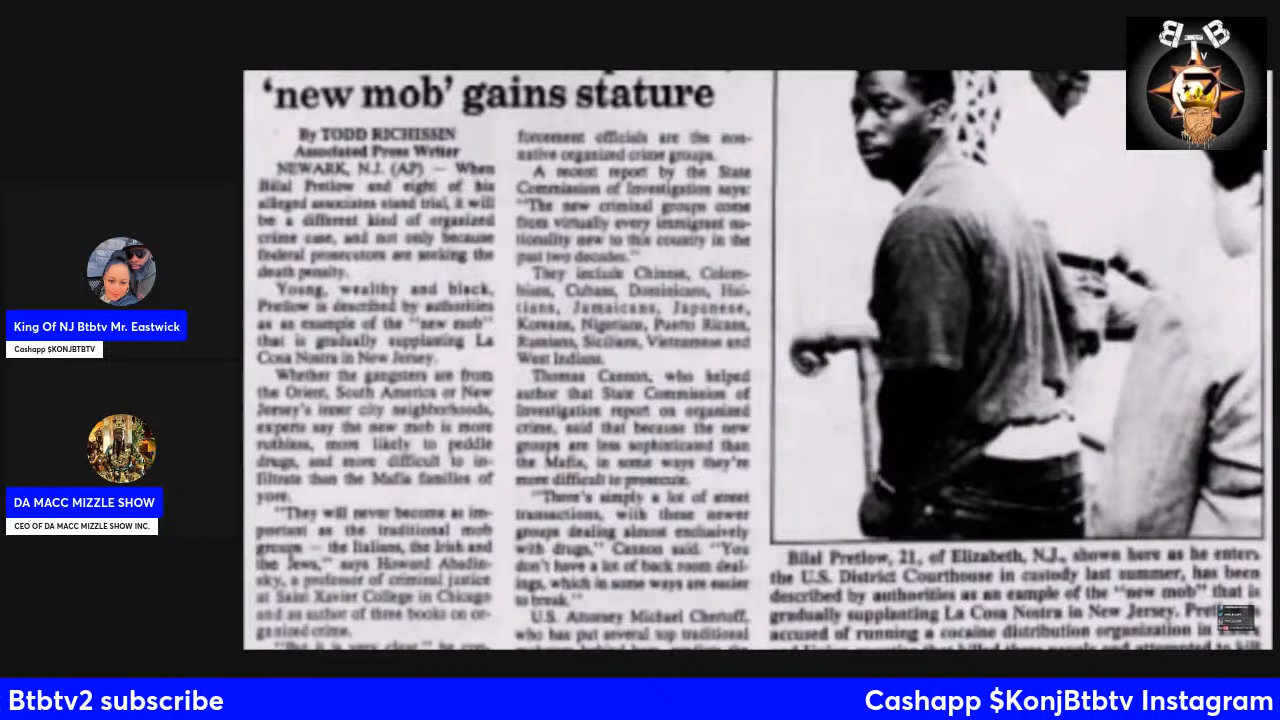 BTB
TV
'new mob' gains stature
By TODD RICHISSIN
Associated Press Writer
NEWARK, N.J. (AP) — When
Bilal Pretlow and eight of his
alleged associates stand trial, it will
be a different kind of organized
crime case, and not only because
federal prosecutors are seeking the
death penalty.
Young, wealthy and black,
Pretlow is described by authorities
as an example of the "new mob"
that is gradually supplanting La
Cosa Nostra in New Jersey.
Whether the gangsters are from
the Orient, South America or New
Jersey's inner city neighborhoods,
experts say the new mob is more
ruthless, more likely to peddle
drugs, and more difficult to in-
filtrate than the Mafia families of
yore.
"They will never become as im-
portant as the traditional mob
groups — the Italians, the Irish and
the Jews," says Howard Abadin-
sky, a professor of criminal justice
at Saint Xavier College in Chicago
and an author of three books on or-
ganized crime.
forcement officials are the non-
native organized crime groups.
A recent report by the State
Commission of Investigation says:
"The new criminal groups come
from virtually every immigrant na-
tionality new to this country in the
past two decades."
They include Chinese, Colom-
bians, Cubans, Dominicans, Hai-
tians, Jamaicans, Japanese,
Koreans, Nigerians, Puerto Ricans,
Russians, Sicilians, Vietnamese and
West Indians.
Thomas Cannon, who helped
author that State Commission of
Investigation report on organized
crime, said that because the new
groups are less sophisticated than
the Mafia, in some ways they're
more difficult to prosecute.
"There's simply a lot of street
transactions, with these newer
groups dealing almost exclusively
with drugs," Cannon said. "You
don't have a lot of back room deal-
ings, which in some ways are easier
to break."
U.S. Attorney Michael Chertoff,
who has put several top traditional
Bilal Pretlow, 21, of Elizabeth, N.J., shown here as he enters
the U.S. District Courthouse in custody last summer, has been
described by authorities as an eample of the "new mob" that is
gradually supplanting La Cosa Nostra in New Jersey.
accused of running a cocaine distribution organization in
King Of NJ Btbtv Mr. Eastwick
Cashapp $KONJBTBTV
DA MACC MIZZLE SHOW
CEO OF DA MACC MIZZLE SHOW INC.
Btbtv2 subscribe
Cashapp $KonjBtbtv Instagram